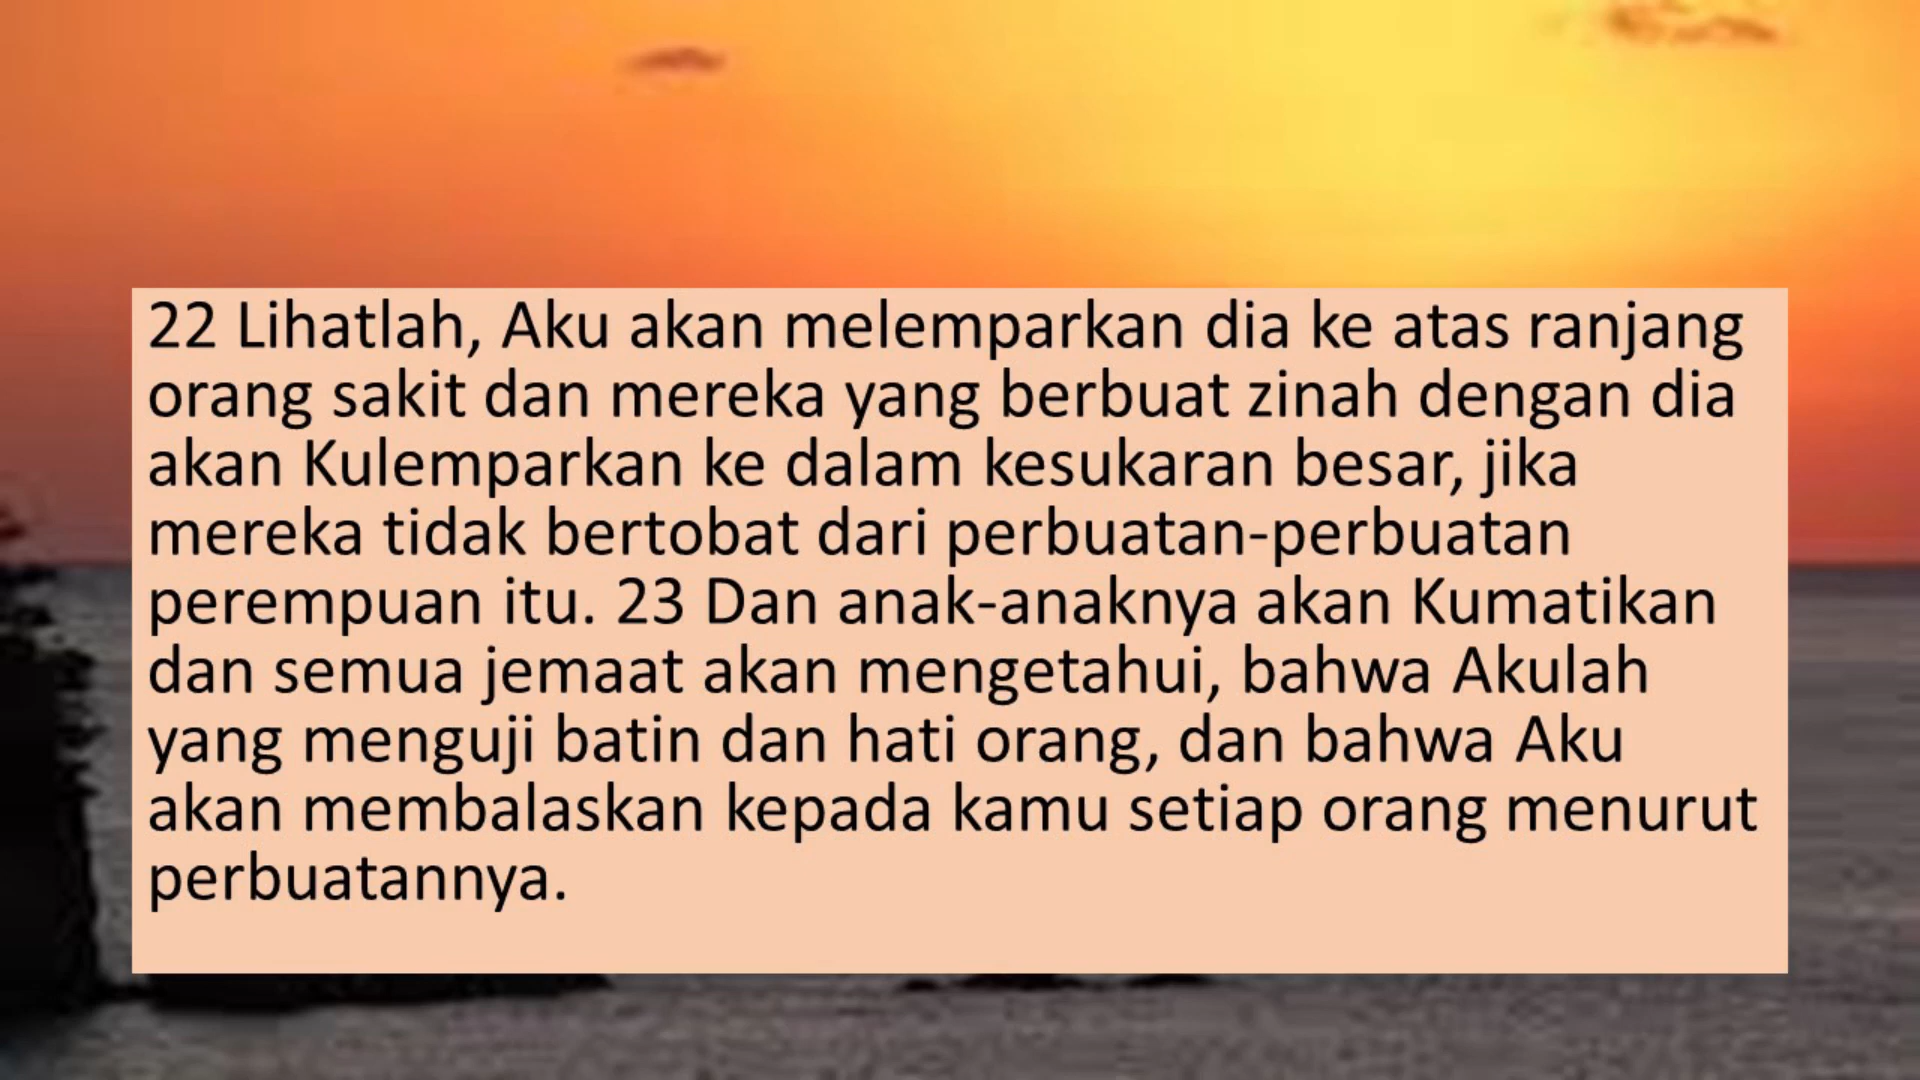 22 Lihatlah, Aku akan melemparkan dia ke atas ranjang
orang sakit dan mereka yang berbuat zinah dengan dia
akan Kulemparkan ke dalam kesukaran besar, jika
mereka tidak bertobat dari perbuatan-perbuatan
perempuan itu. 23 Dan anak-anaknya akan Kumatikan
dan semua jemaat akan mengetahui, bahwa Akulah
yang menguji batin dan hati orang, dan bahwa Aku
akan membalaskan kepada kamu setiap orang menurut
perbuatannya.